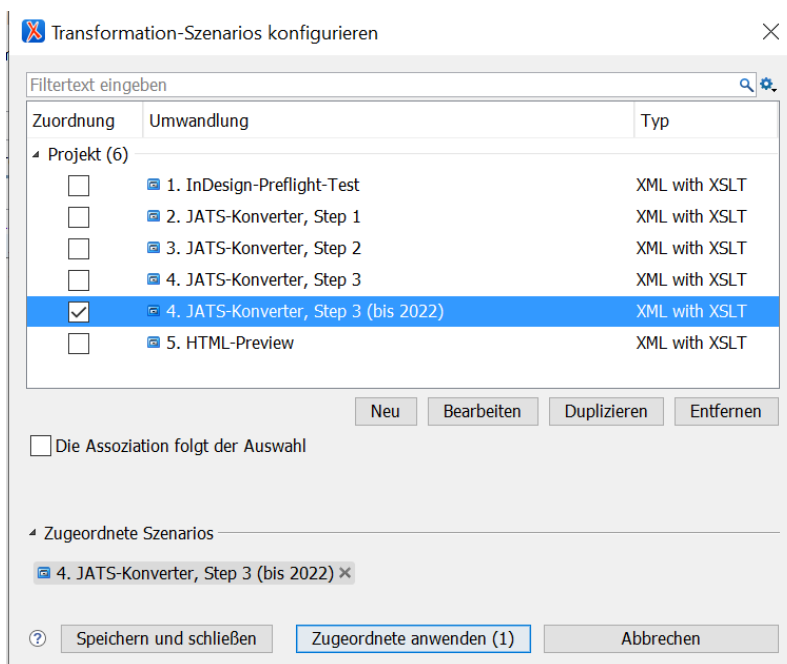 Transformation-Szenarios konfigurieren
Filtertext eingeben
Zuordnung Umwandlung Typ
Projekt (6)
1. InDesign-Preflight-Test XML with XSLT
2. JATS-Konverter, Step 1 XML with XSLT
3. JATS-Konverter, Step 2 XML with XSLT
4. JATS-Konverter, Step 3 XML with XSLT
4. JATS-Konverter, Step 3 (bis 2022) XML with XSLT
5. HTML-Preview XML with XSLT
Neu Bearbeiten Duplizieren Entfernen
Die Assoziation folgt der Auswahl
Zugeordnete Szenarios
4. JATS-Konverter, Step 3 (bis 2022)
Speichern und schließen Zugeordnete anwenden (1) Abbrechen